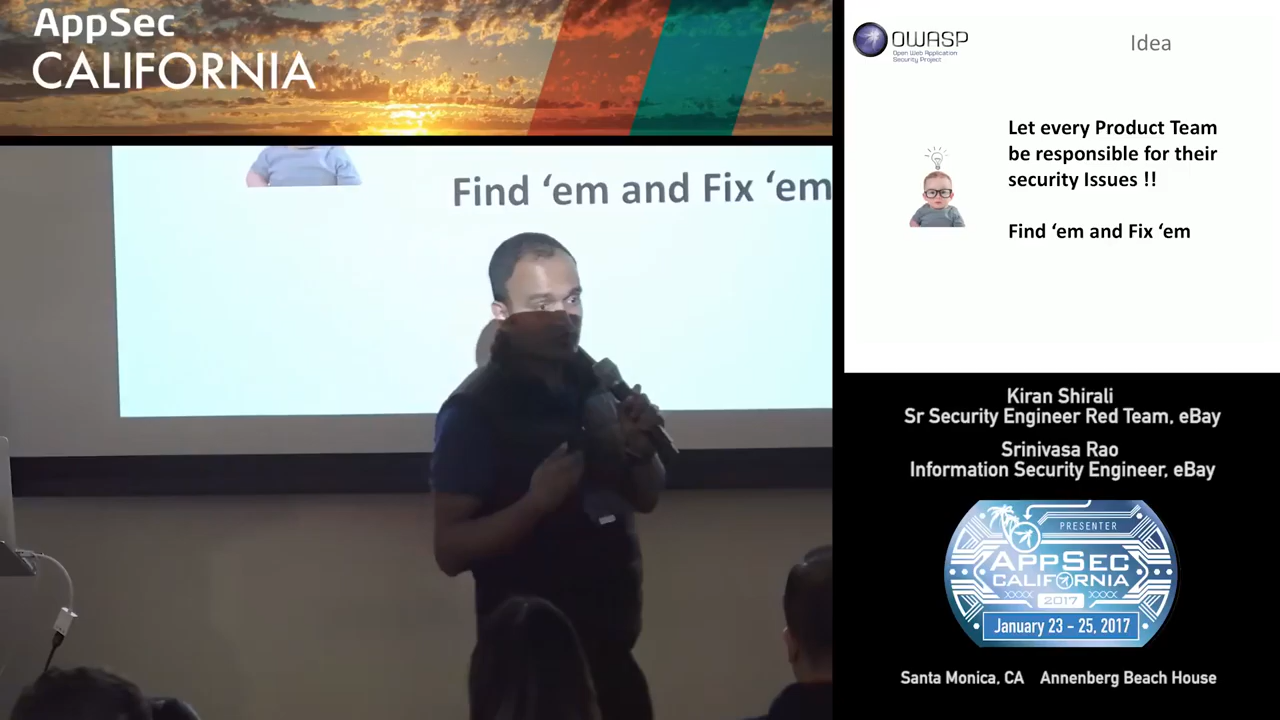 AppSec
CALIFORNIA
Find ‘em and Fix ‘em
OWASP
Open Web Application
Security Project
Idea
Let every Product Team
be responsible for their
security Issues !!
Find ‘em and Fix ‘em
Kiran Shirali
Sr Security Engineer Red Team, eBay
Srinivasa Rao
Information Security Engineer, eBay
PRESENTER
APPSEC
CALIFORNIA
XXXX 2017 XXXX
January 23 - 25, 2017
Santa Monica, CA Annenberg Beach House